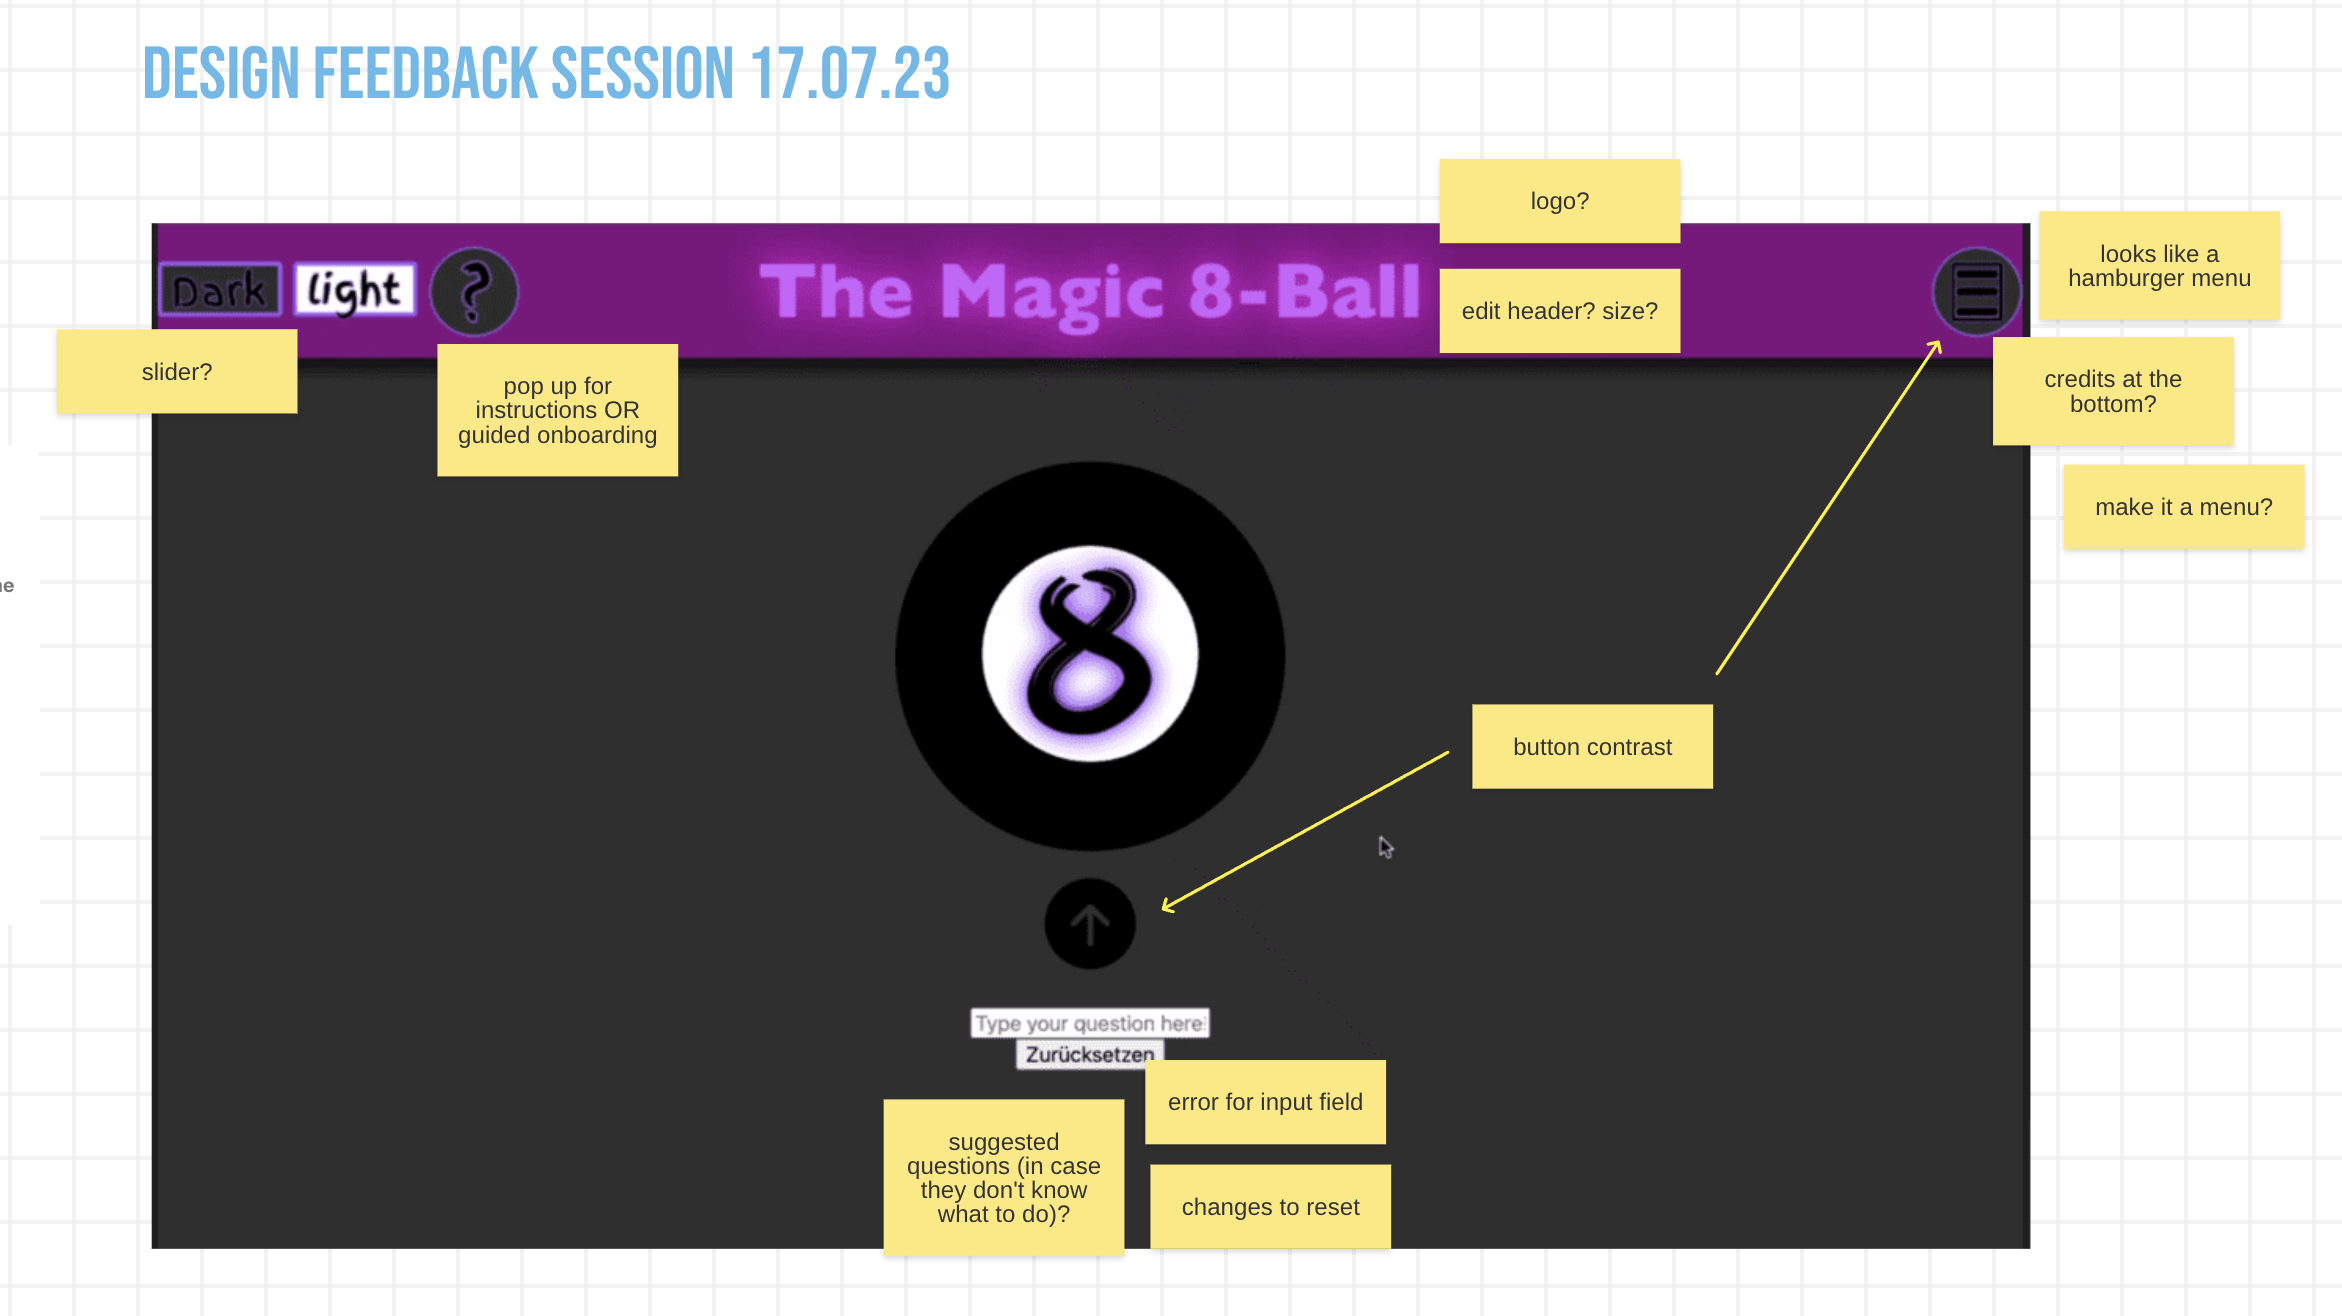 DESIGN FEEDBACK SESSION 17.07.23
logo?
looks like a
hamburger menu
Dark
light
?
The Magic 8-Ball
edit header? size?
slider?
pop up for
instructions OR
guided onboarding
credits at the
bottom?
make it a menu?
ne
8
button contrast
Type your question here
Zurücksetzen
error for input field
suggested
questions (in case
they don't know
what to do)?
changes to reset